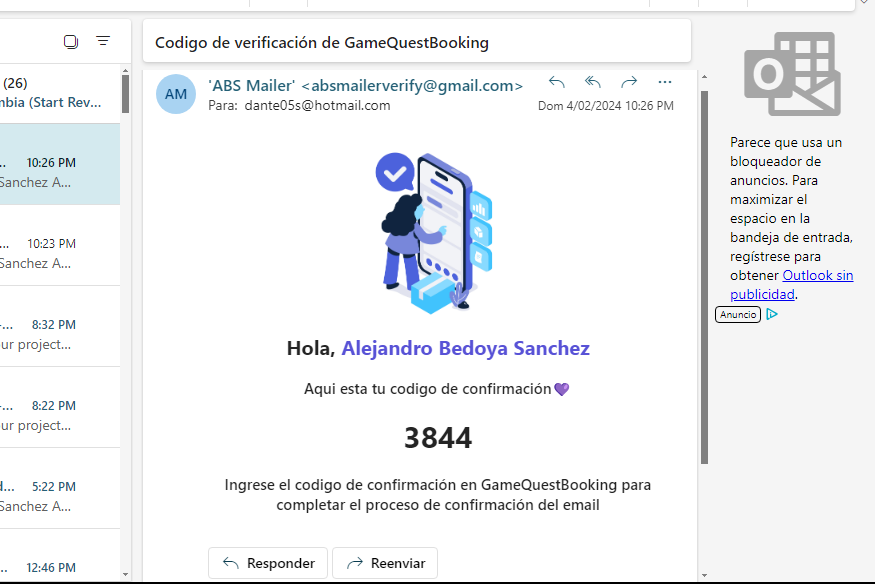 Codigo de verificación de GameQuestBooking
(26)
(Start Rev...
10:26 PM
Sanchez A...
10:23 PM
Sanchez A...
8:32 PM
project...
8:22 PM
project...
5:22 PM
Sanchez A...
12:46 PM
AM
'ABS Mailer' <absmailerverify@gmail.com>
Para: dante05s@hotmail.com
Dom 4/02/2024 10:26 PM
Hola, Alejandro Bedoya Sanchez
Aqui esta tu codigo de confirmación💜
3844
Ingrese el codigo de confirmación en GameQuestBooking para
completar el proceso de confirmación del email
Responder
Reenviar
Parece que usa un
bloqueador de
anuncios. Para
maximizar el
espacio en la
bandeja de entrada,
regístrese para
obtener Outlook sin
publicidad.
Anuncio